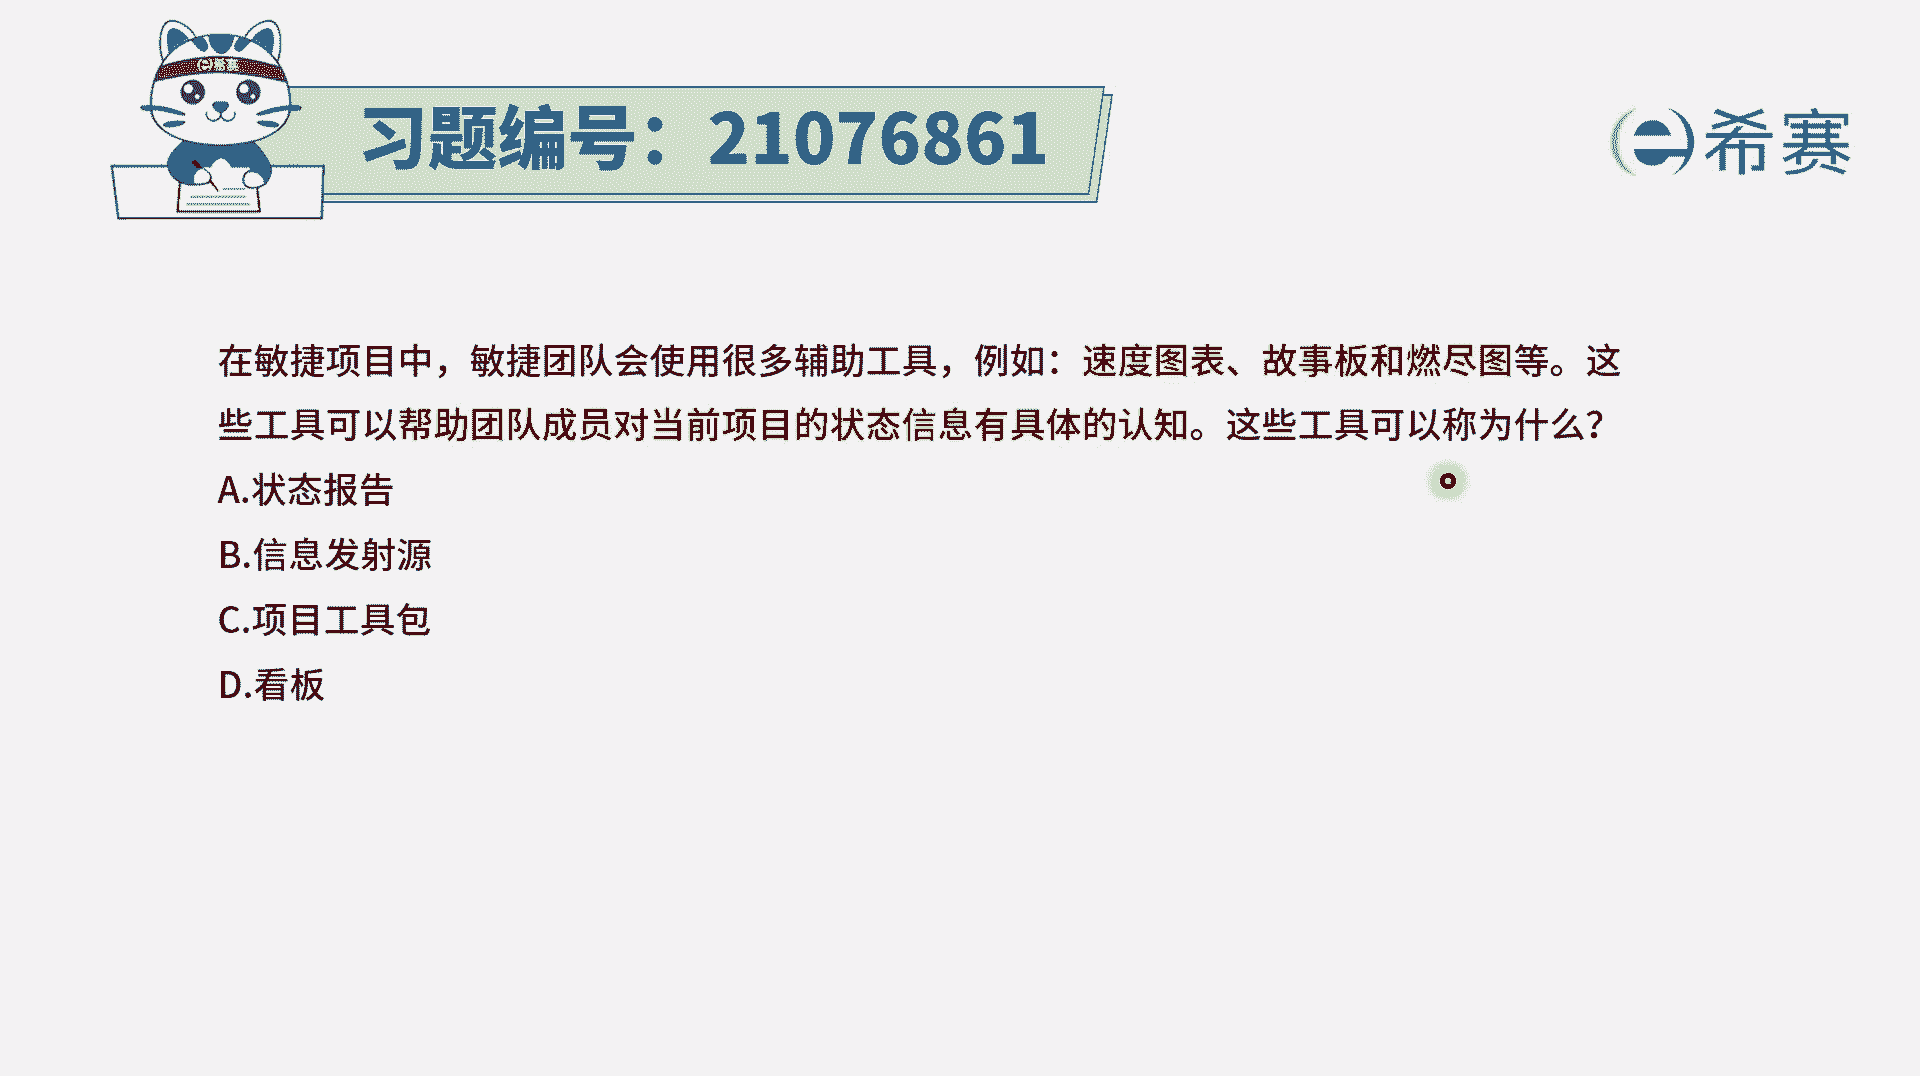 希赛
习题编号：21076861
希赛
在敏捷项目中，敏捷团队会使用很多辅助工具，例如：速度图表、故事板和燃尽图等。这
些工具可以帮助团队成员对当前项目的状态信息有具体的认知。这些工具可以称为什么？
A.状态报告
B.信息发射源
C.项目工具包
D.看板